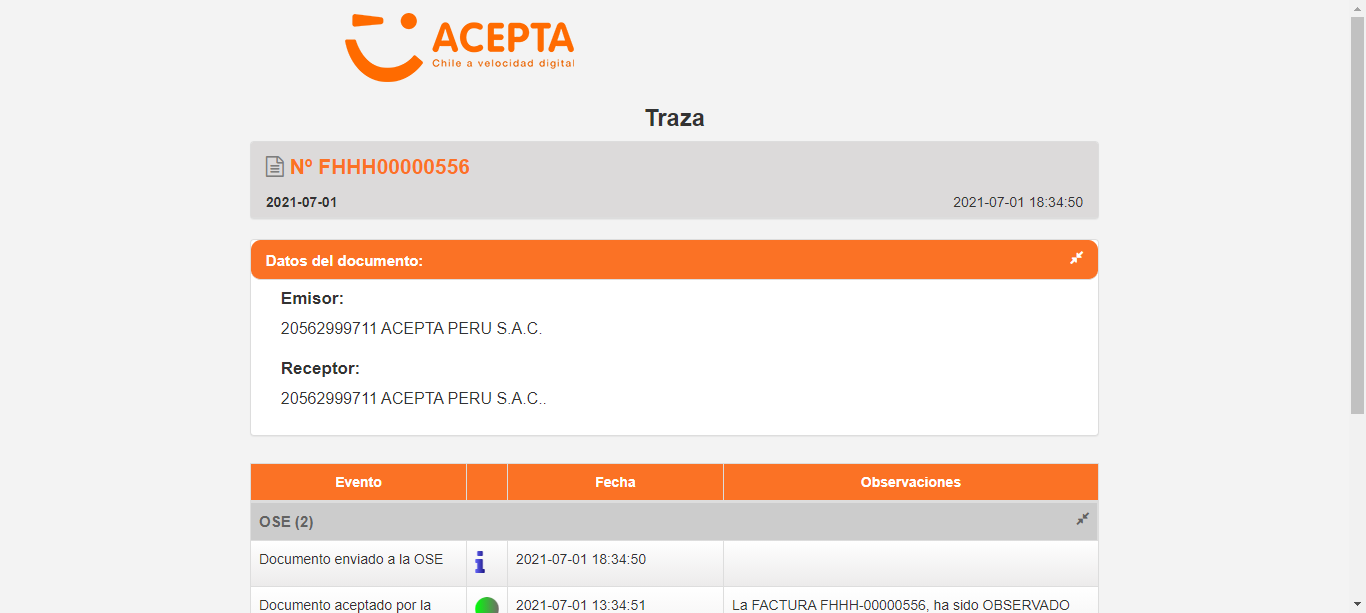 ACEPTA
Chile a velocidad digital
Traza
Nº FHHH00000556
2021-07-01 2021-07-01 18:34:50
Datos del documento:
Emisor:
20562999711 ACEPTA PERU S.A.C.
Receptor:
20562999711 ACEPTA PERU S.A.C..
Evento Fecha Observaciones
OSE (2)
Documento enviado a la OSE 2021-07-01 18:34:50
Documento aceptado por la 2021-07-01 13:34:51 La FACTURA FHHH-00000556, ha sido OBSERVADO